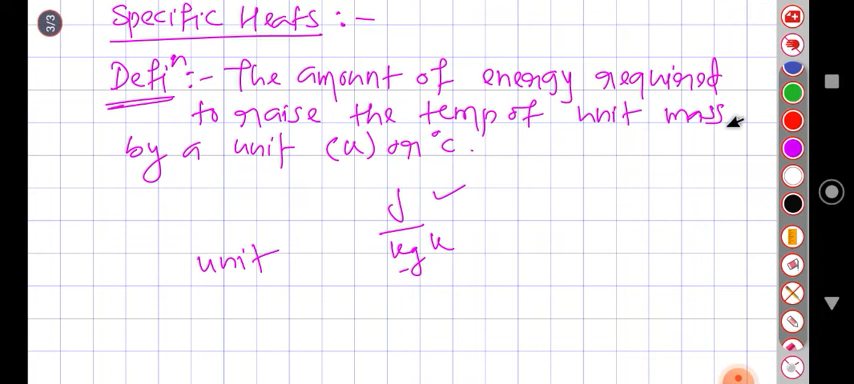 3/3
Specific Heats :-
Defiⁿ :- The amount of energy required
to raise the temp of unit mass
by a unit (K) or °C.
J
unit
kg K